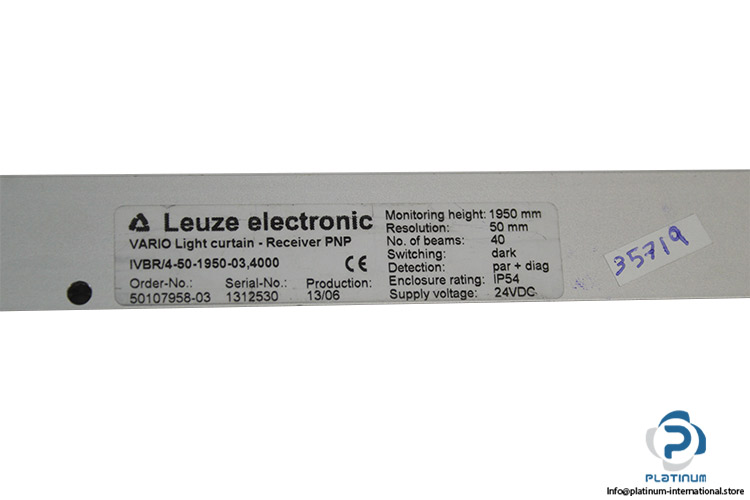 Leuze electronic
VARIO Light curtain - Receiver PNP
IVBR/4-50-1950-03,4000 CE
Order-No.: Serial-No.: Production:
50107958-03 1312530 13/06
Monitoring height: 1950 mm
Resolution: 50 mm
No. of beams: 40
Switching: dark
Detection: par + diag
Enclosure rating: IP54
Supply voltage: 24VDC
35719
PLATINUM
Info@platinum-international.store